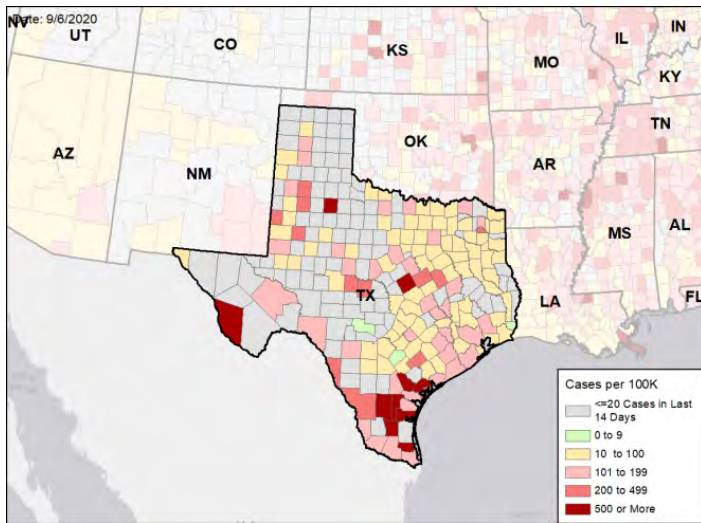 Date: 9/6/2020
NV
UT
CO
KS
MO
IL
IN
KY
AZ
NM
OK
AR
TN
MS
AL
TX
LA
FL
Cases per 100K
<=20 Cases in Last
14 Days
0 to 9
10 to 100
101 to 199
200 to 499
500 or More